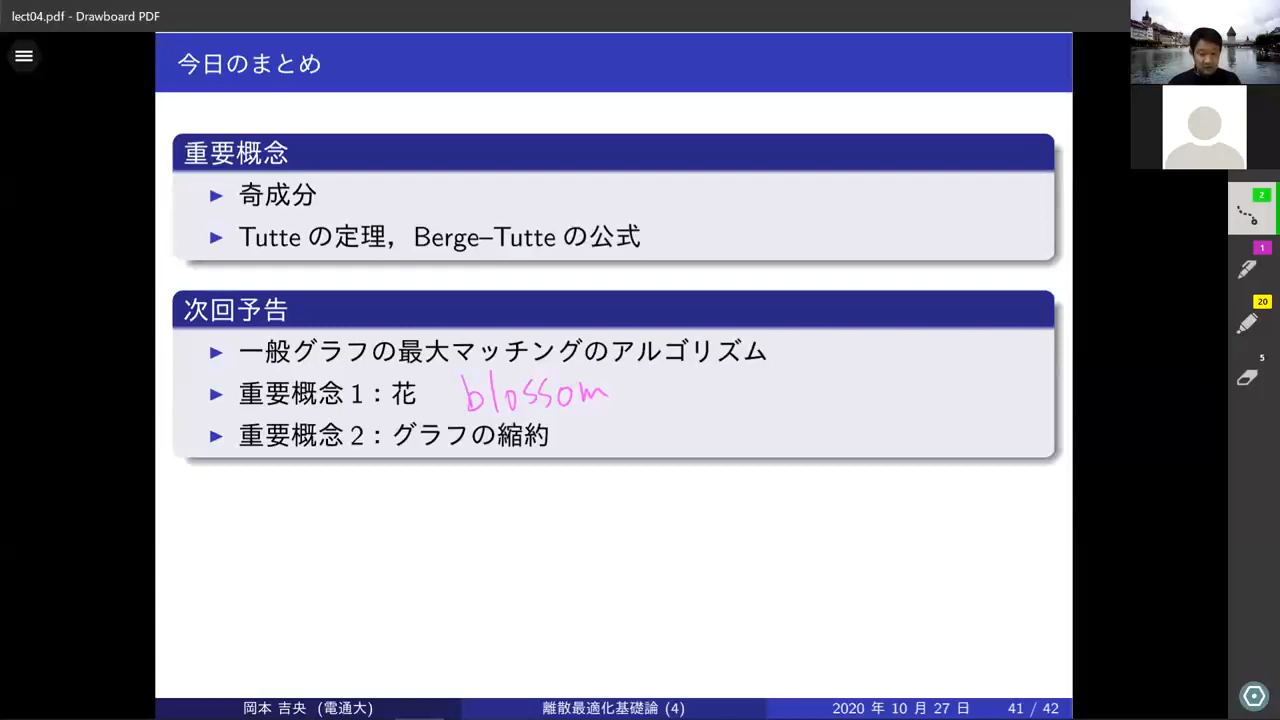 lect04.pdf - Drawboard PDF
今日のまとめ
重要概念
▶ 奇成分
▶ Tutte の定理，Berge–Tutte の公式
次回予告
▶ 一般グラフの最大マッチングのアルゴリズム
▶ 重要概念 1：花 blossom
▶ 重要概念 2：グラフの縮約
2
1
20
5
岡本 吉央 (電通大) 離散最適化基礎論 (4) 2020 年 10 月 27 日 41 / 42